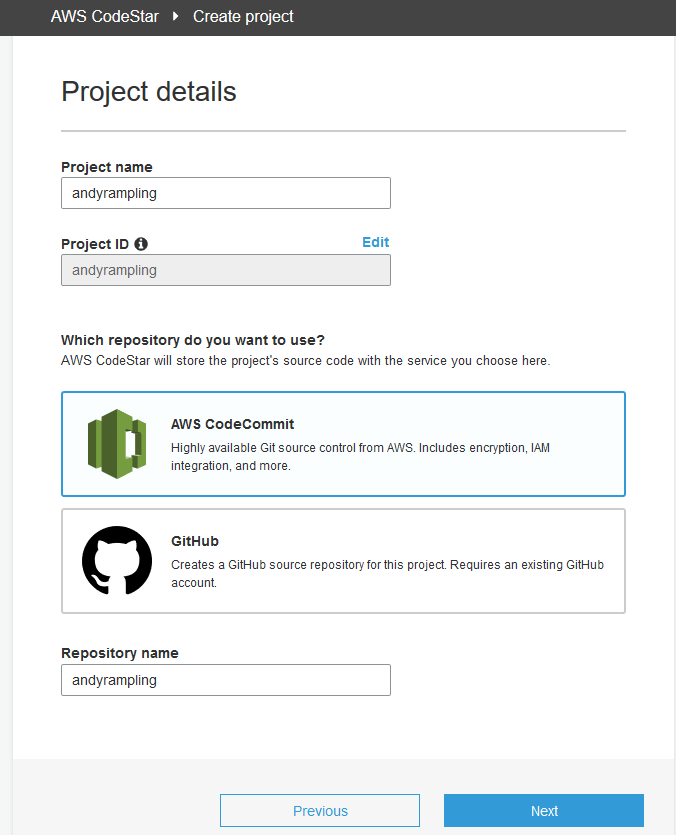 AWS CodeStar Create project
Project details
Project name
andyrampling
Project ID Edit
andyrampling
Which repository do you want to use?
AWS CodeStar will store the project's source code with the service you choose here.
AWS CodeCommit
Highly available Git source control from AWS. Includes encryption, IAM
integration, and more.
GitHub
Creates a GitHub source repository for this project. Requires an existing GitHub
account.
Repository name
andyrampling
Previous Next